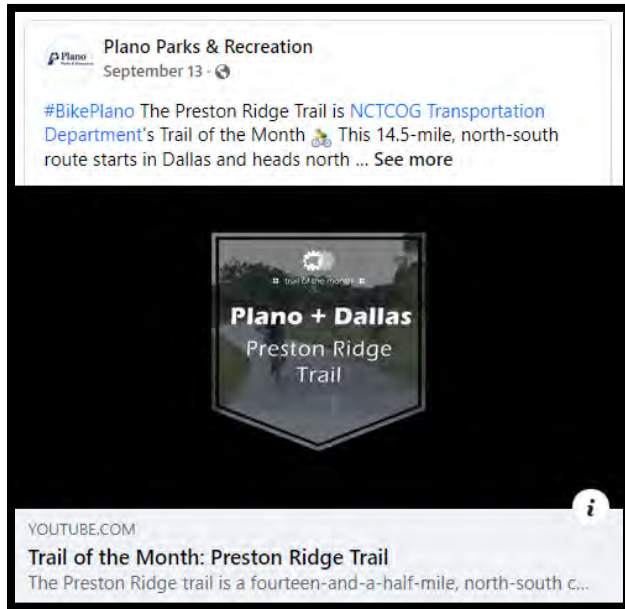 Plano
Plano Parks & Recreation
September 13 ·
#BikePlano The Preston Ridge Trail is NCTCOG Transportation
Department's Trail of the Month 🚴 This 14.5-mile, north-south
route starts in Dallas and heads north ... See more
trail of the month
Plano + Dallas
Preston Ridge
Trail
i
YOUTUBE.COM
Trail of the Month: Preston Ridge Trail
The Preston Ridge trail is a fourteen-and-a-half-mile, north-south c...